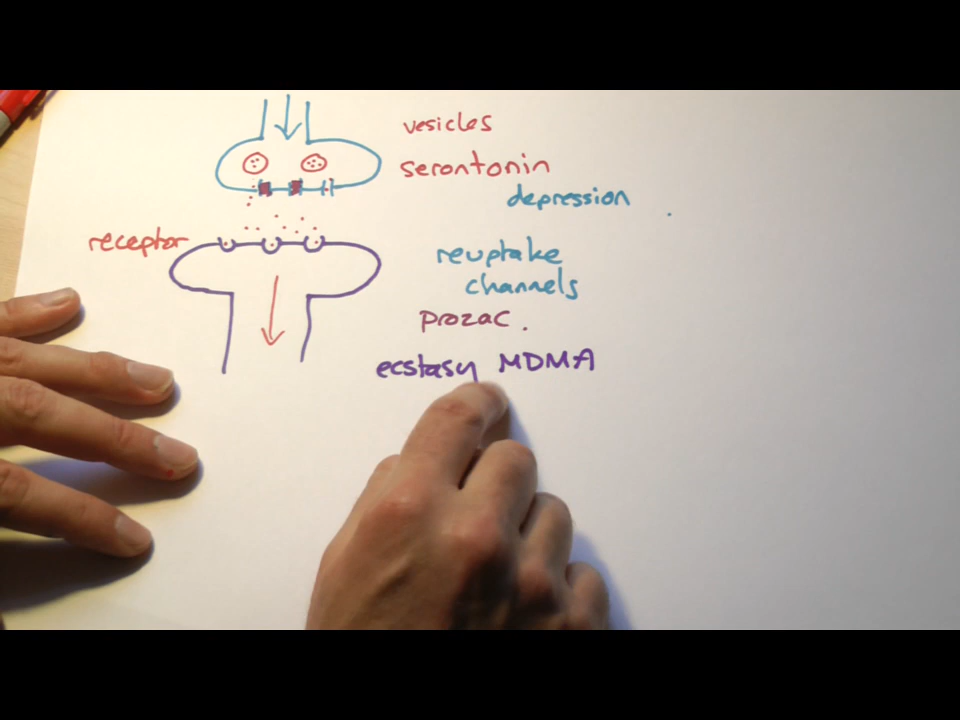 vesicles
serontonin
depression
receptor
reuptake
channels
prozac.
ecstasy MDMA